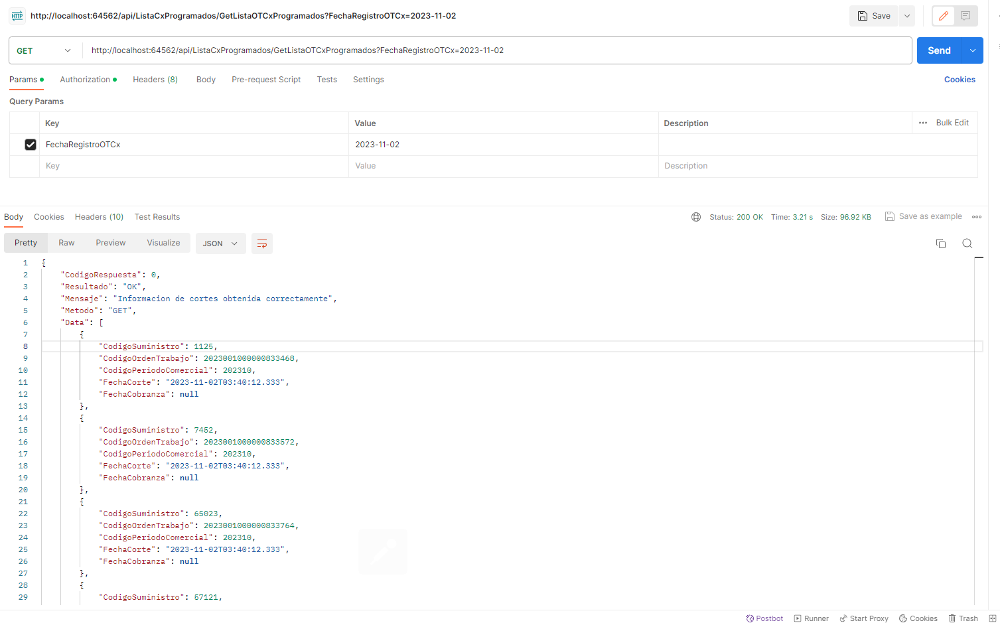 HTTP http://localhost:64562/api/ListaCxProgramados/GetListaOTCxProgramados?FechaRegistroOTCx=2023-11-02 Save
GET http://localhost:64562/api/ListaCxProgramados/GetListaOTCxProgramados?FechaRegistroOTCx=2023-11-02 Send
Params Authorization Headers (8) Body Pre-request Script Tests Settings Cookies
Query Params
Key Value Description ••• Bulk Edit
FechaRegistroOTCx 2023-11-02
Key Value Description
Body Cookies Headers (10) Test Results Status: 200 OK Time: 3.21 s Size: 96.92 KB Save as example
Pretty Raw Preview Visualize JSON
1 {
2 "CodigoRespuesta": 0,
3 "Resultado": "OK",
4 "Mensaje": "Informacion de cortes obtenida correctamente",
5 "Metodo": "GET",
6 "Data": [
7 {
8 "CodigoSuministro": 1125,
9 "CodigoOrdenTrabajo": 2023001000000833468,
10 "CodigoPeriodoComercial": 202310,
11 "FechaCorte": "2023-11-02T03:40:12.333",
12 "FechaCobranza": null
13 },
14 {
15 "CodigoSuministro": 7452,
16 "CodigoOrdenTrabajo": 2023001000000833572,
17 "CodigoPeriodoComercial": 202310,
18 "FechaCorte": "2023-11-02T03:40:12.333",
19 "FechaCobranza": null
20 },
21 {
22 "CodigoSuministro": 65023,
23 "CodigoOrdenTrabajo": 2023001000000833764,
24 "CodigoPeriodoComercial": 202310,
25 "FechaCorte": "2023-11-02T03:40:12.333",
26 "FechaCobranza": null
27 },
28 {
29 "CodigoSuministro": 57121,
Postbot Runner Start Proxy Cookies Trash